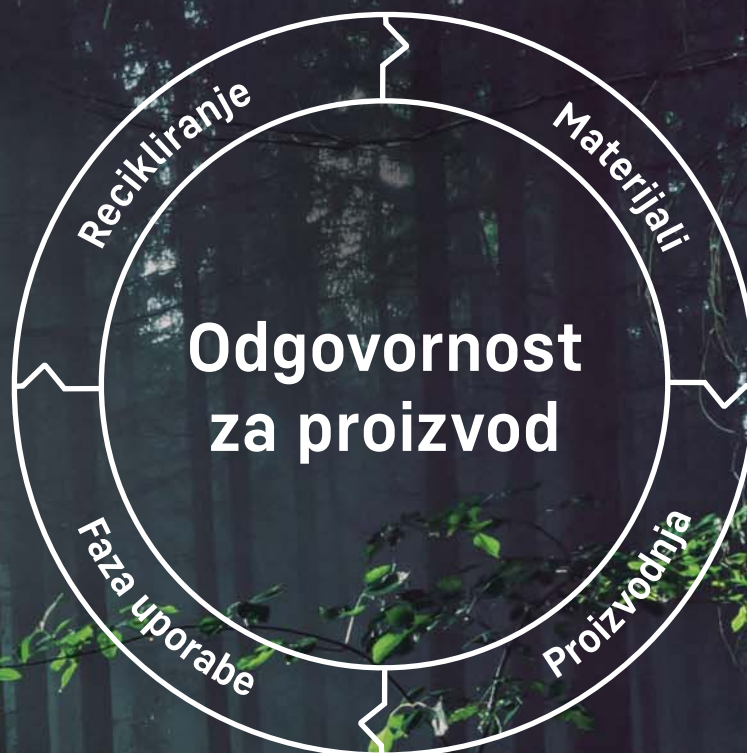 Odgovornost
za proizvod
Materijali
Proizvodnja
Faza uporabe
Recikliranje